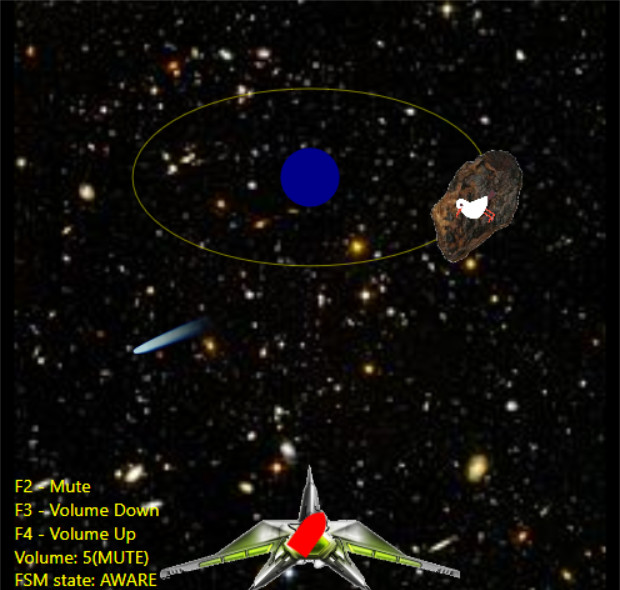 F2 - Mute
F3 - Volume Down
F4 - Volume Up
Volume: 5(MUTE)
FSM state: AWARE